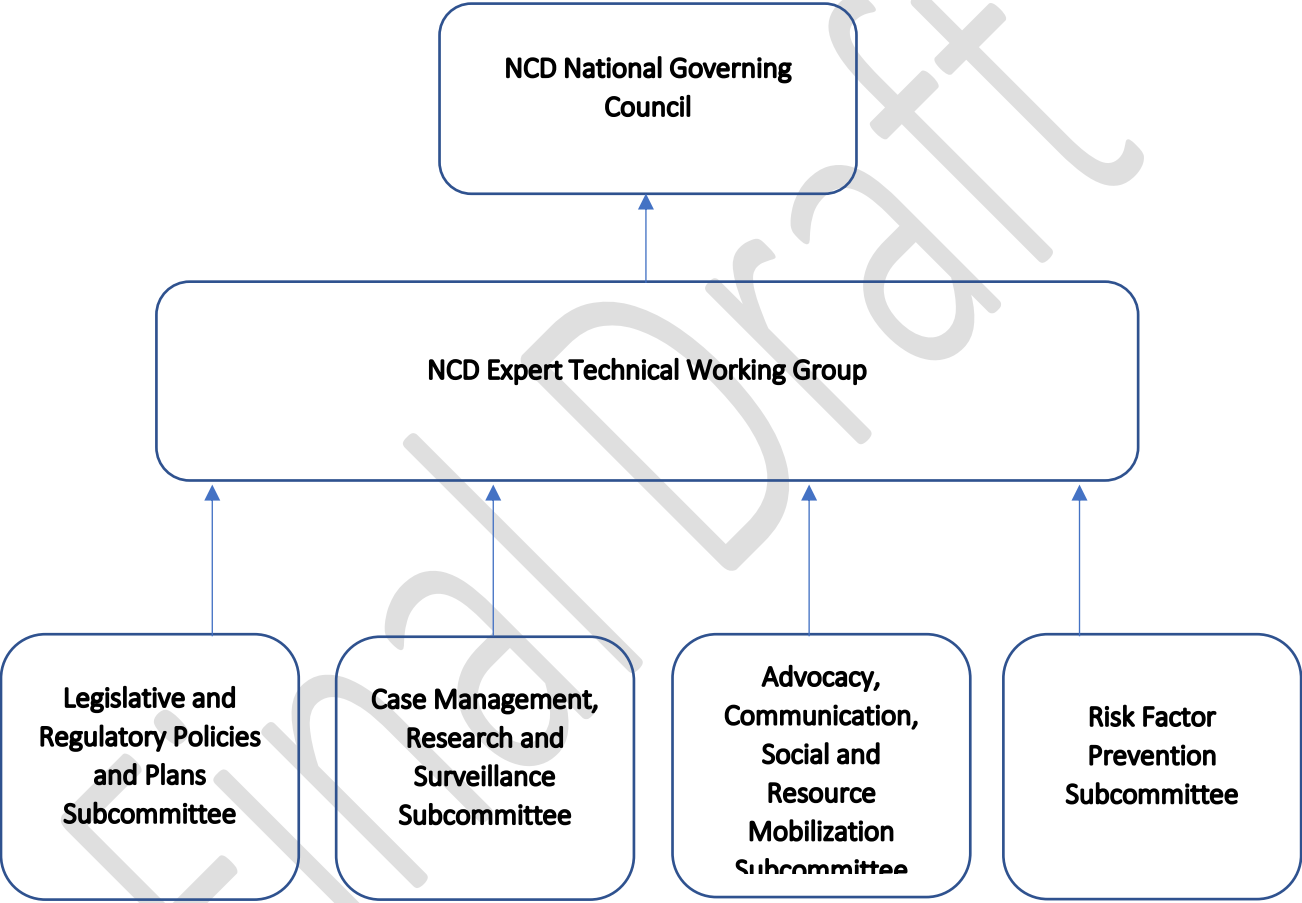 NCD National Governing
Council
NCD Expert Technical Working Group
Legislative and
Regulatory Policies
and Plans
Subcommittee
Case Management,
Research and
Surveillance
Subcommittee
Advocacy,
Communication,
Social and
Resource
Mobilization
Subcommittee
Risk Factor
Prevention
Subcommittee
Final Draft